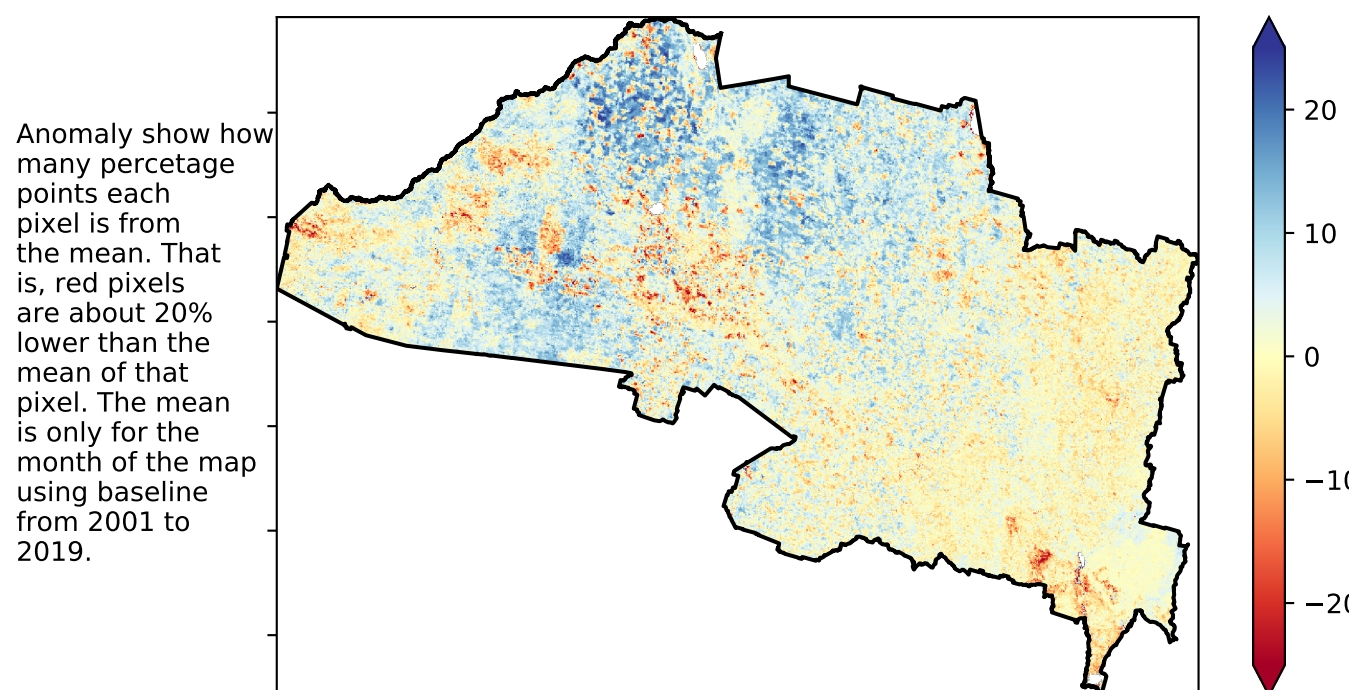 Anomaly show how
many percetage
points each
pixel is from
the mean. That
is, red pixels
are about 20%
lower than the
mean of that
pixel. The mean
is only for the
month of the map
using baseline
from 2001 to
2019.
20
10
0
−10
−20